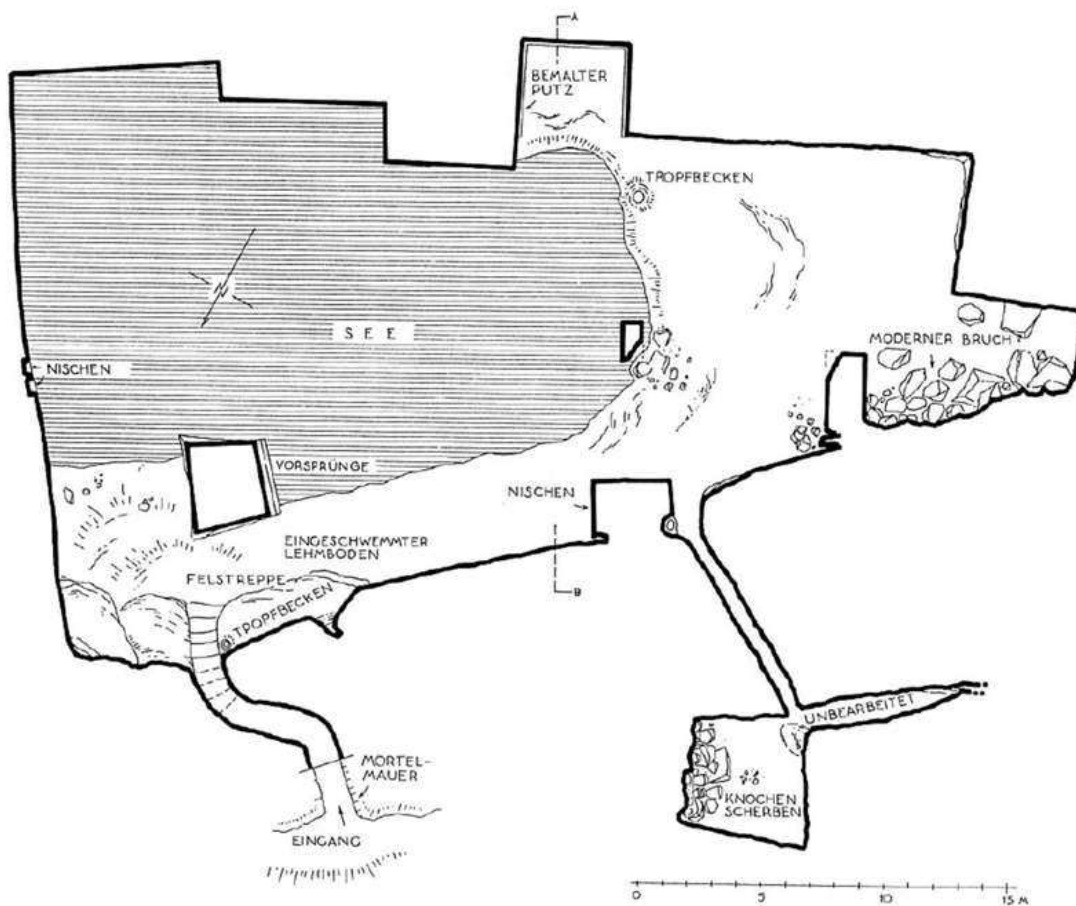 A
BEMALTER
PUTZ
TROPFBECKEN
SEE
MODERNER BRUCH
NISCHEN
VORSPRÜNGE
NISCHEN
EINGESCHWEMMTER
LEHMBODEN
FELSTREPPE
B
TROPFBECKEN
UNBEARBEITET
MÖRTEL-
MAUER
KNOCHEN
SCHERBEN
EINGANG
0 5 10 15 M